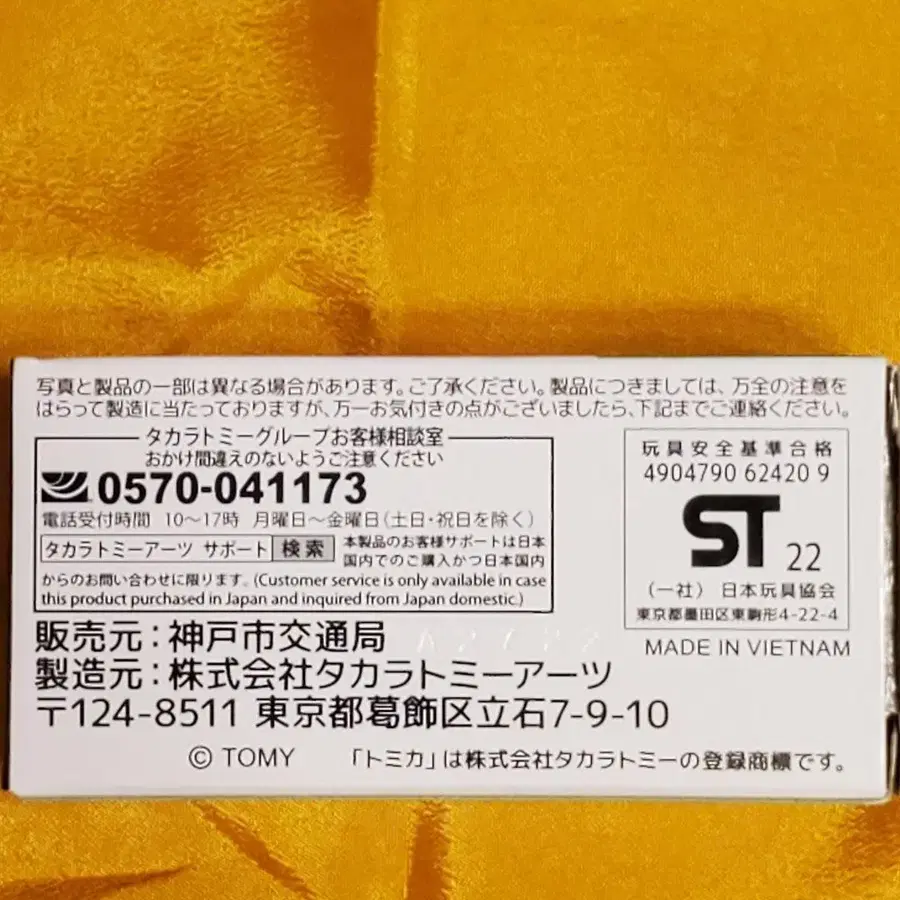 写真と製品の一部は異なる場合があります。ご了承ください。製品につきましては、万全の注意を
はらって製造に当たっておりますが、万一お気付きの点がございましたら、下記までご連絡ください。
タカラトミーグループお客様相談室
おかけ間違えのないようご注意ください
0570-041173
電話受付時間 10〜17時 月曜日〜金曜日(土日・祝日を除く)
タカラトミーアーツ サポート 検索 本製品のお客様サポートは日本
国内でのご購入かつ日本国内
からのお問い合わせに限ります。(Customer service is only available in case
this product purchased in Japan and inquired from Japan domestic.)
玩具安全基準合格
4904790 62420 9
ST 22
(一社) 日本玩具協会
東京都墨田区東駒形4-22-4
MADE IN VIETNAM
販売元:神戸市交通局
製造元:株式会社タカラトミーアーツ
〒124-8511 東京都葛飾区立石7-9-10
© TOMY 「トミカ」は株式会社タカラトミーの登録商標です。